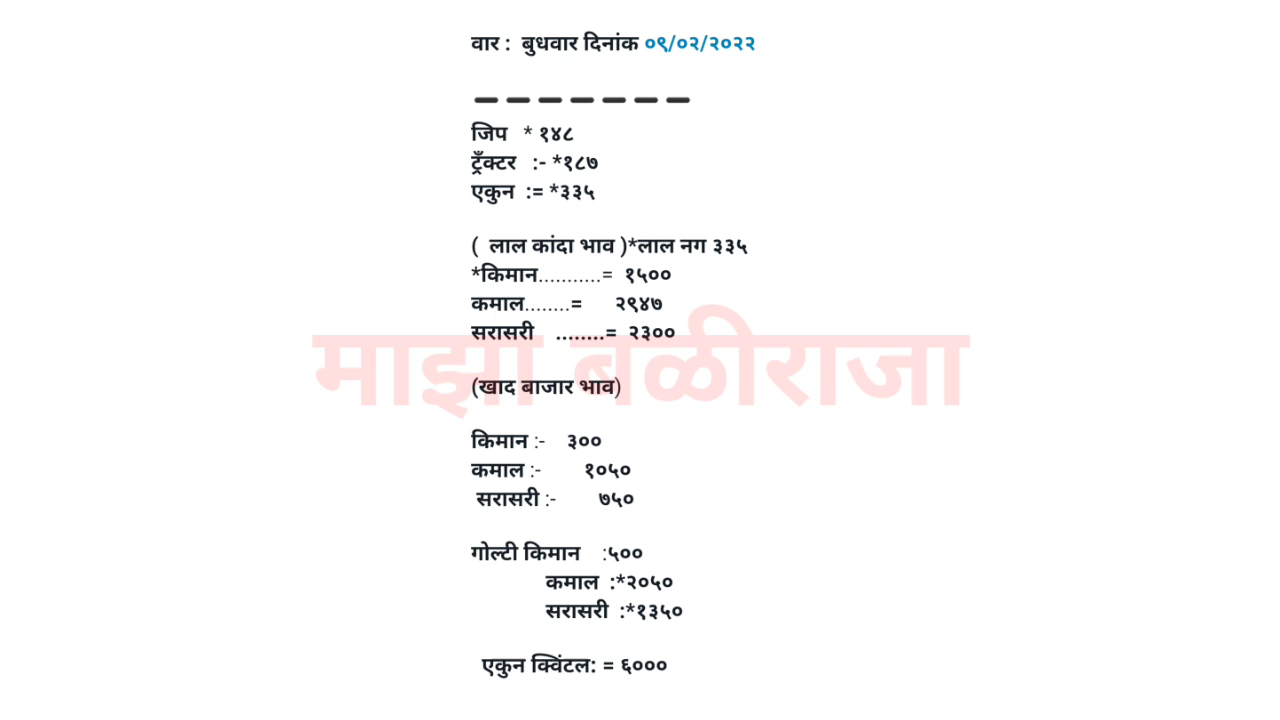 वार :  बुधवार दिनांक ०९/०२/२०२२
जिप   * १४८
ट्रॅंक्टर   :- *१८७
एकुन  := *३३५
(  लाल कांदा भाव )*लाल नग ३३५
*किमान...........=  १५००
कमाल........=      २९४७
सरासरी    ........=  २३००
माझा बळीराजा
(खाद बाजार भाव)
किमान :-    ३००
कमाल :-        १०५०
सरासरी :-        ७५०
गोल्टी किमान    :५००
कमाल  :*२०५०
सरासरी  :*१३५०
एकुन क्विंटल: = ६०००